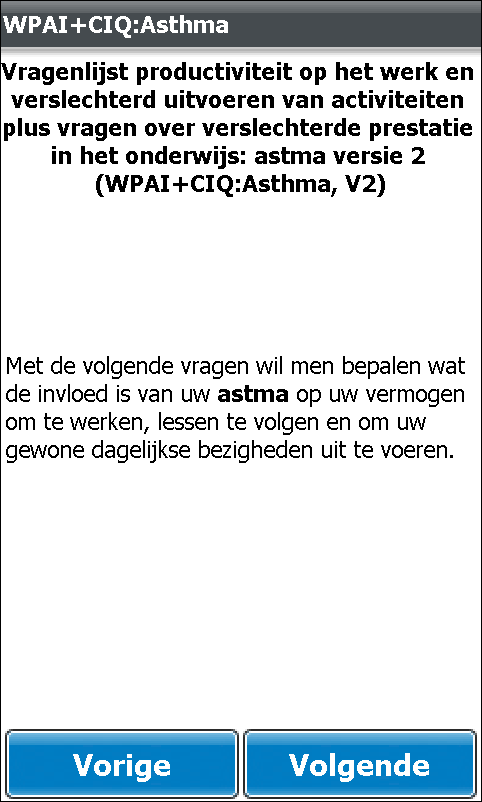 WPAI+CIQ:Asthma
Vragenlijst productiviteit op het werk en
verslechterd uitvoeren van activiteiten
plus vragen over verslechterde prestatie
in het onderwijs: astma versie 2
(WPAI+CIQ:Asthma, V2)
Met de volgende vragen wil men bepalen wat
de invloed is van uw astma op uw vermogen
om te werken, lessen te volgen en om uw
gewone dagelijkse bezigheden uit te voeren.
Vorige
Volgende